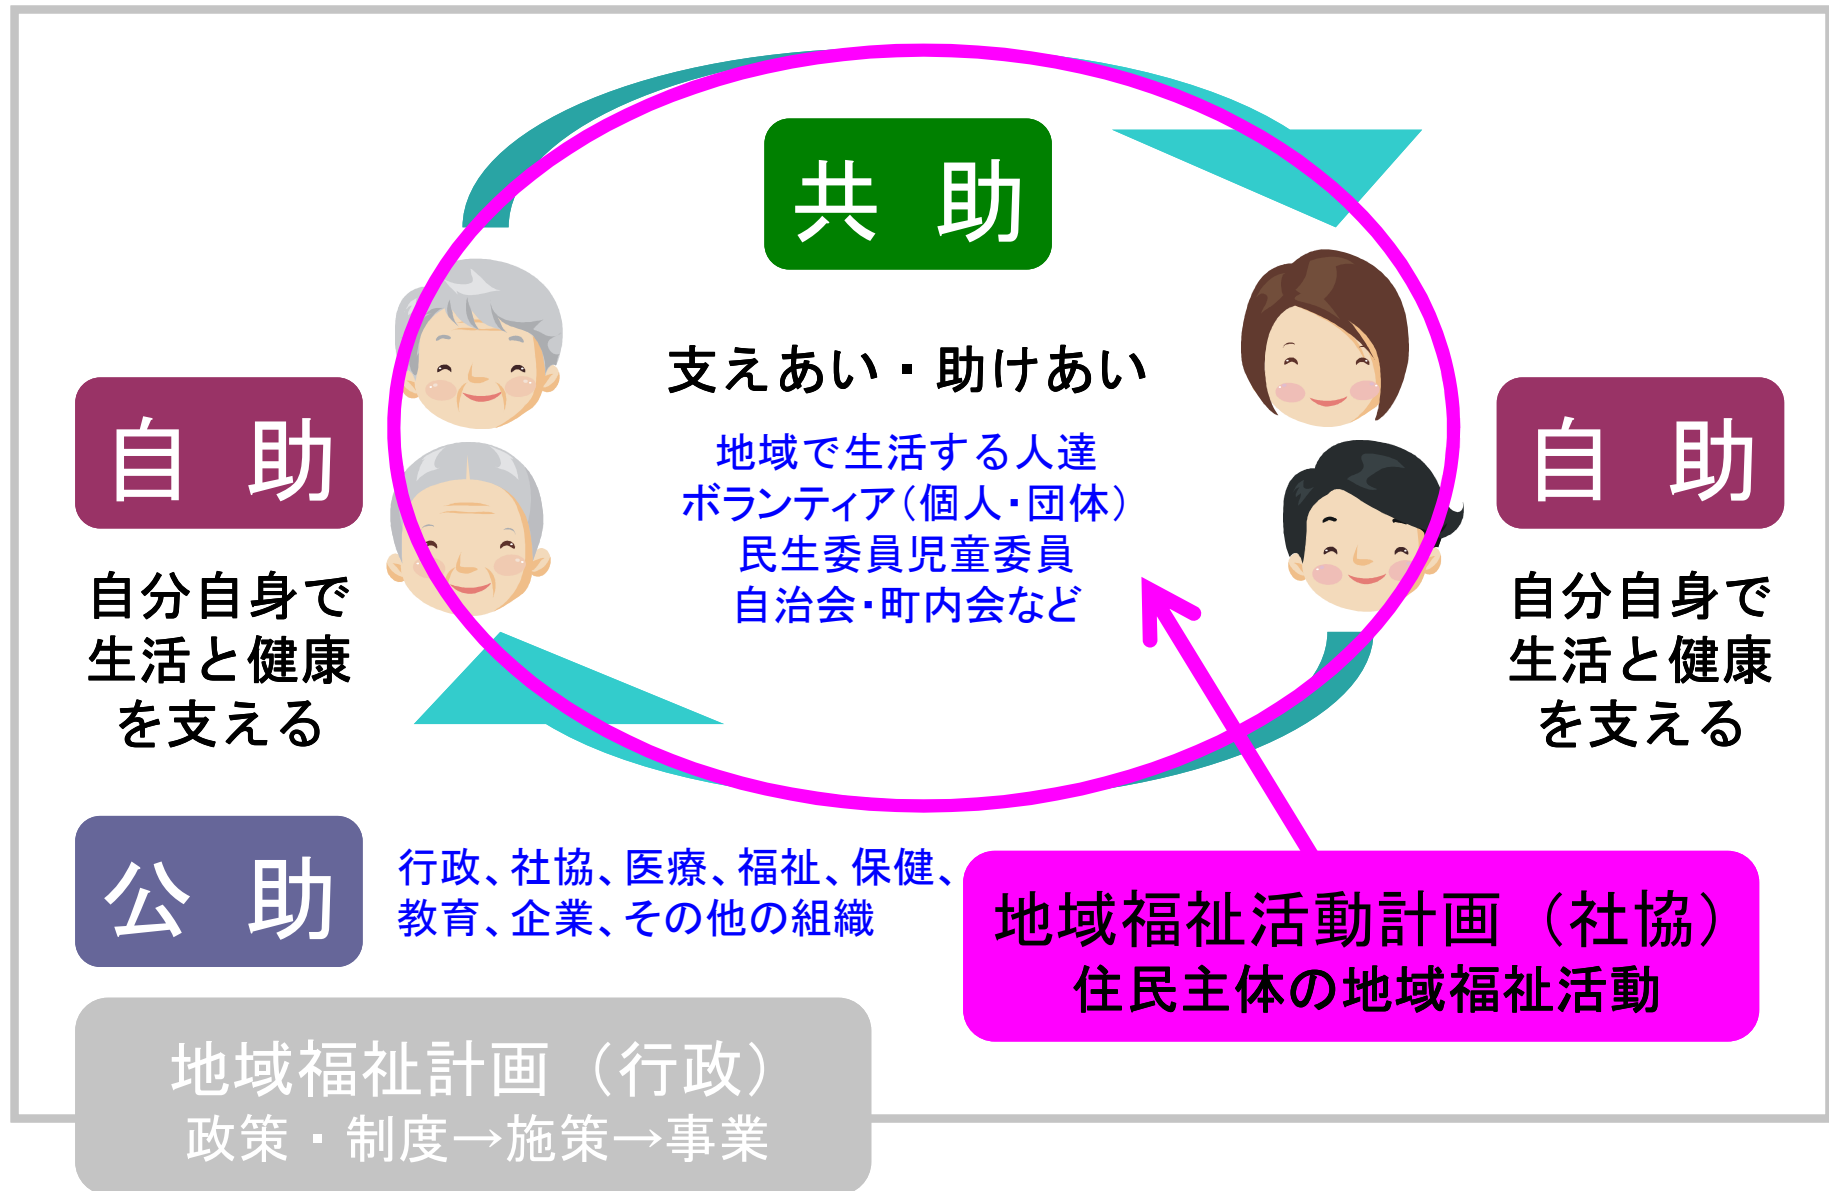 共 助
支えあい・助けあい
地域で生活する人達
ボランティア（個人・団体）
民生委員児童委員
自治会・町内会など
自 助
自分自身で
生活と健康
を支える
自 助
自分自身で
生活と健康
を支える
公 助
行政、社協、医療、福祉、保健、
教育、企業、その他の組織
地域福祉活動計画（社協）
住民主体の地域福祉活動
地域福祉計画（行政）
政策・制度→施策→事業